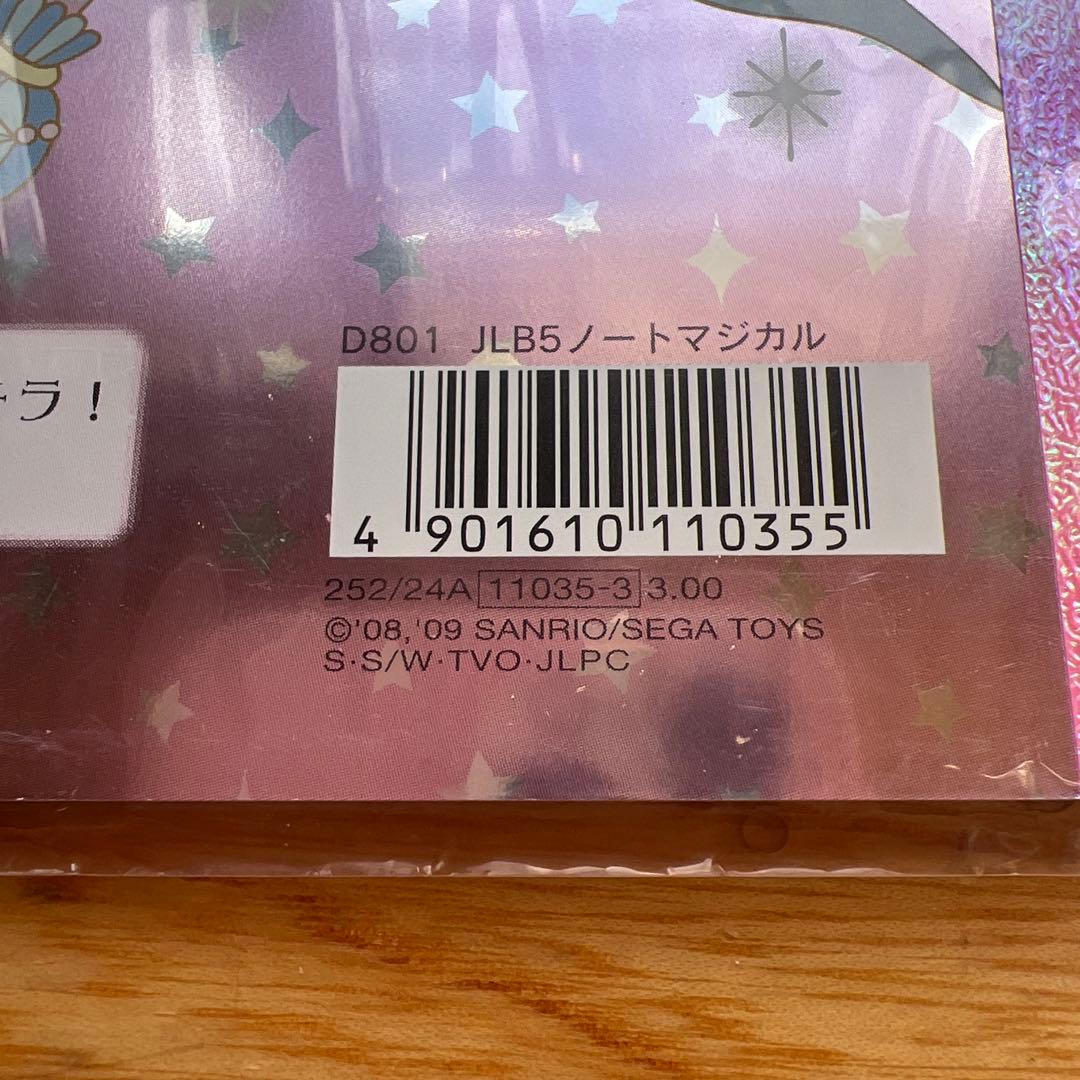 D801 JLB5ノートマジカル
ラ！
4 901610 110355
252/24A 11035-3 3.00
©'08,'09 SANRIO/SEGA TOYS
S·S/W·TVO·JLPC